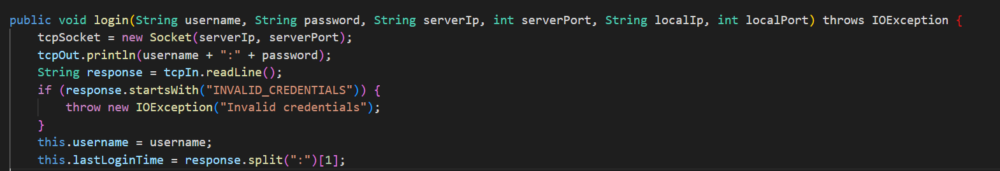 public void login(String username, String password, String serverIp, int serverPort, String localIp, int localPort) throws IOException {
    tcpSocket = new Socket(serverIp, serverPort);
    tcpOut.println(username + ":" + password);
    String response = tcpIn.readLine();
    if (response.startsWith("INVALID_CREDENTIALS")) {
        throw new IOException("Invalid credentials");
    }
    this.username = username;
    this.lastLoginTime = response.split(":")[1];